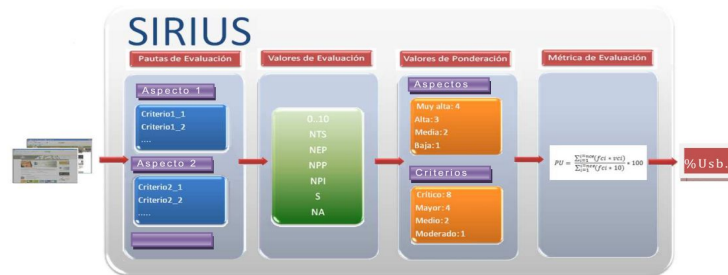 SIRIUS
Pautas de Evaluación
Valores de Evaluación
Valores de Ponderación
Métrica de Evaluación
Aspecto 1
Criterio1_1
Criterio1_2
....
Aspecto 2
Criterio2_1
Criterio2_2
.....
0..10
NTS
NEP
NPP
NPI
S
NA
Aspectos
Muy alta: 4
Alta: 3
Media: 2
Baja: 1
Criterios
Crítico: 8
Mayor: 4
Medio: 2
Moderado: 1
%Usb.